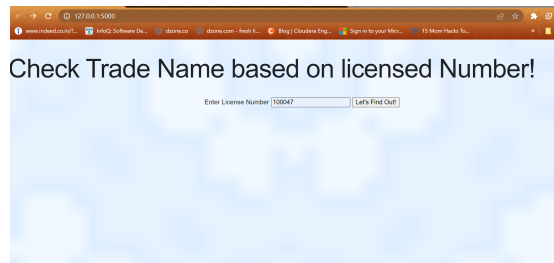 127.0.0.1:5000
www.indeed.co.in/?... InfoQ: Software De... dzone.co dzone.com - fresh li... Blog | Cloudera Eng... Sign in to your Micr... 15 Mom Hacks To... »
Check Trade Name based on licensed Number!
Enter License Number 100047 Let's Find Out!